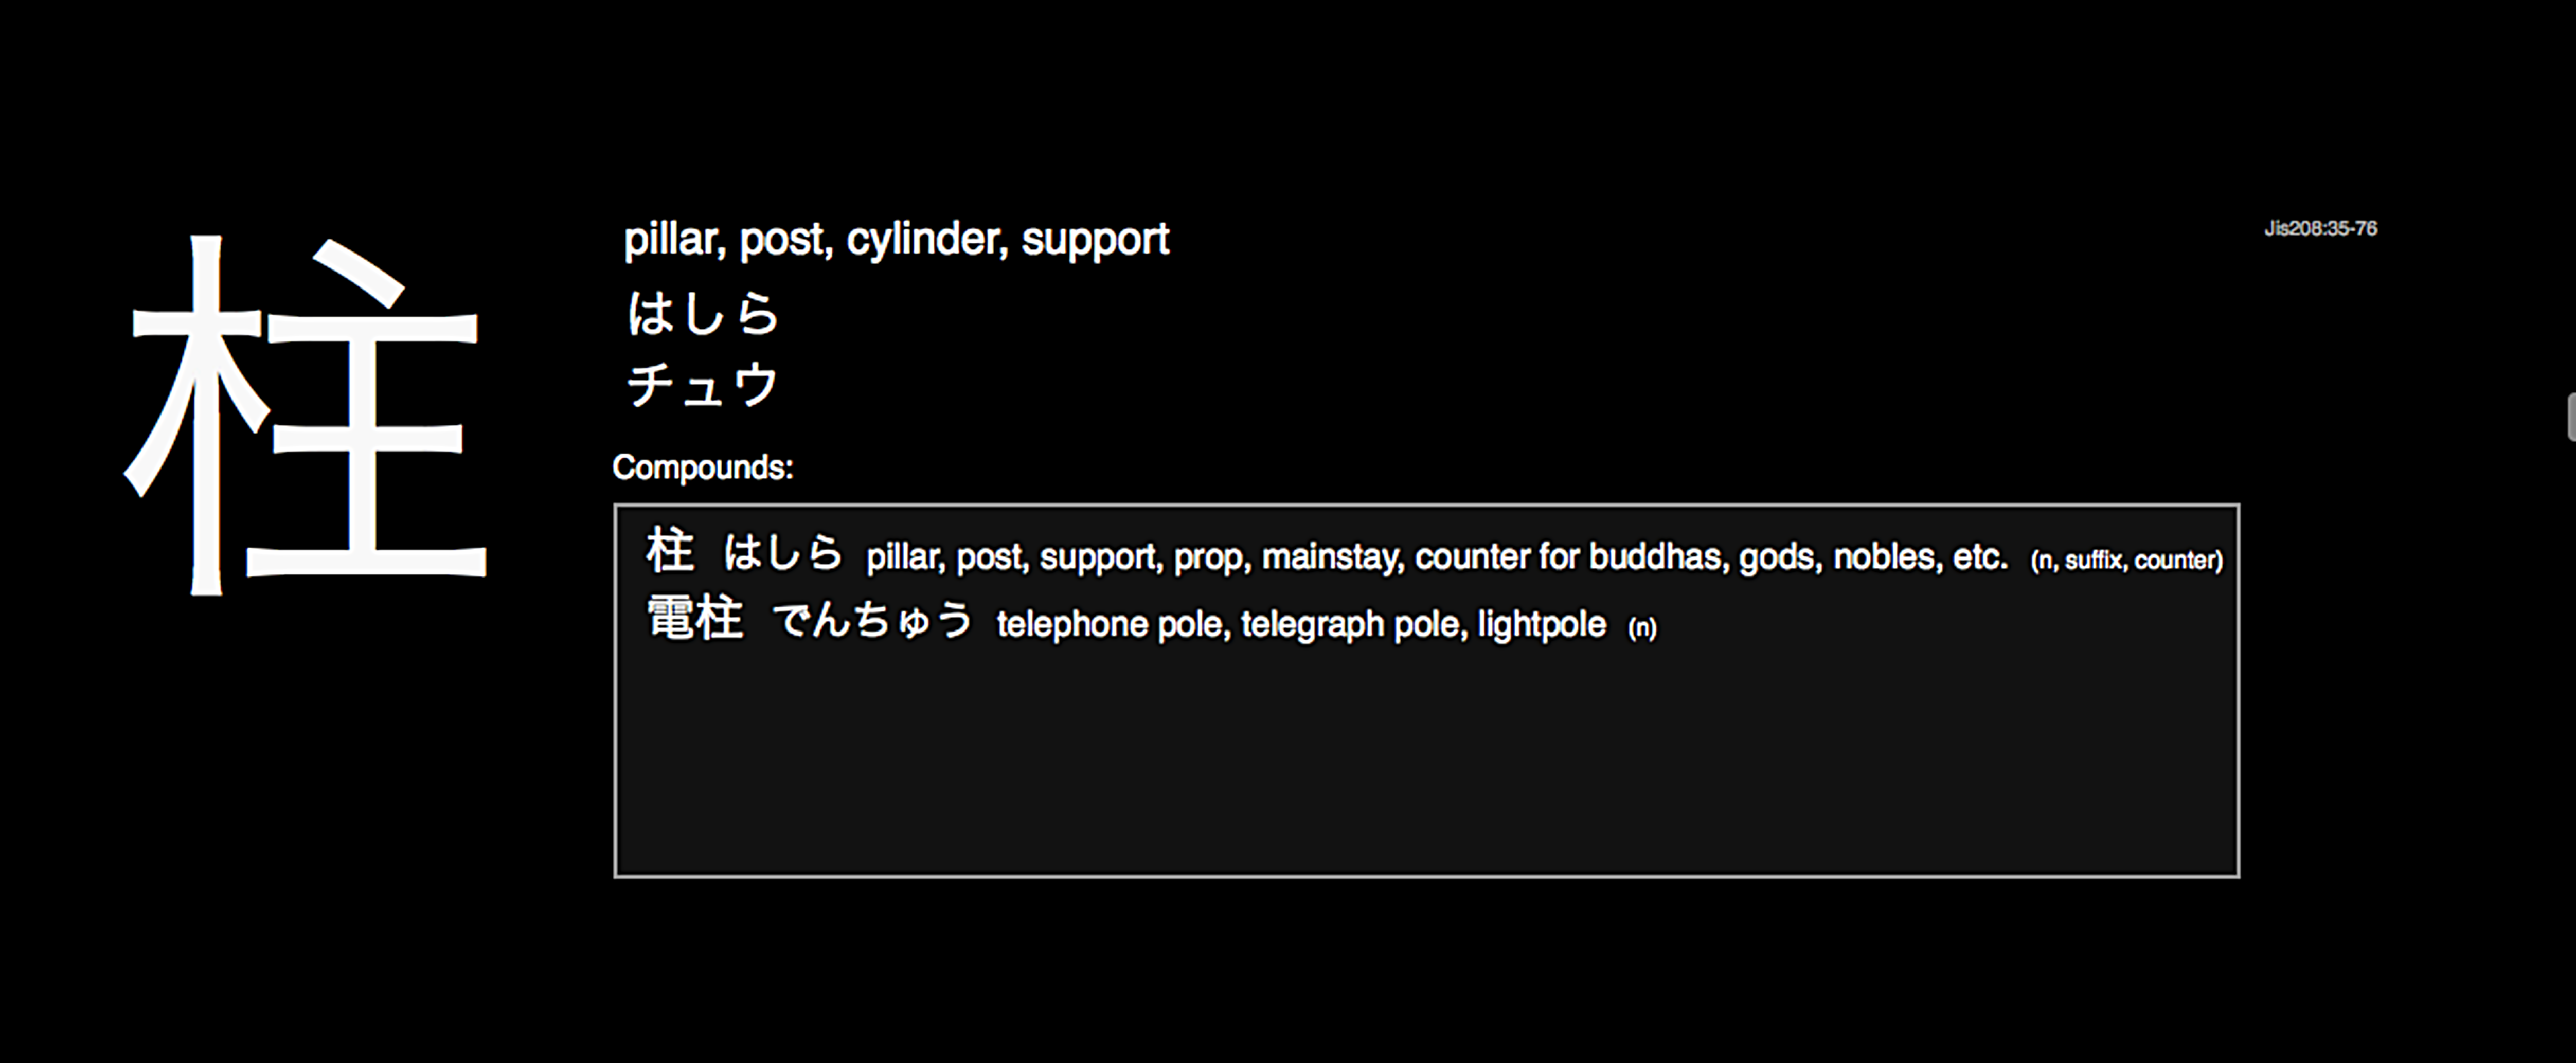 柱
pillar, post, cylinder, support
Jis208:35-76
はしら
チュウ
Compounds:
柱 はしら pillar, post, support, prop, mainstay, counter for buddhas, gods, nobles, etc. (n, suffix, counter)
電柱 でんちゅう telephone pole, telegraph pole, lightpole (n)